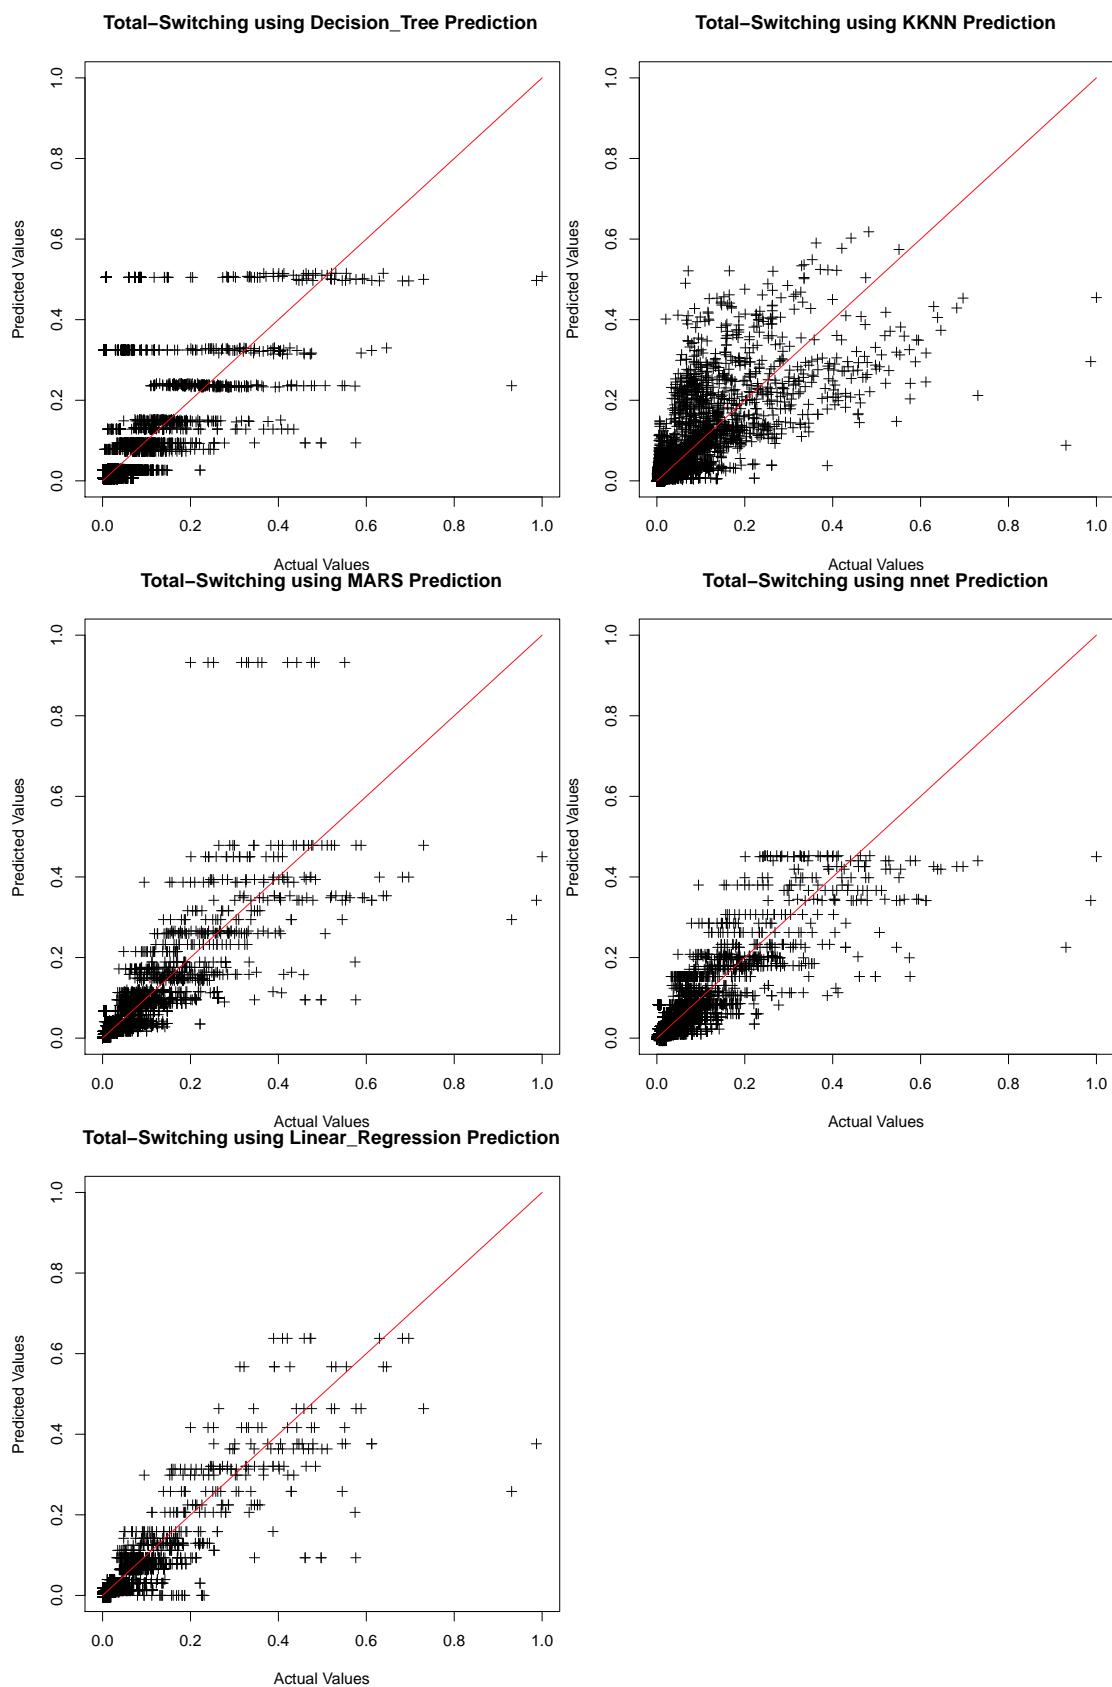 Total−Switching using Decision_Tree Prediction
Predicted Values
1.0
0.8
0.6
0.4
0.2
0.0
0.0 0.2 0.4 0.6 0.8 1.0
Actual Values
Total−Switching using KKNN Prediction
Predicted Values
1.0
0.8
0.6
0.4
0.2
0.0
0.0 0.2 0.4 0.6 0.8 1.0
Actual Values
Total−Switching using MARS Prediction
Predicted Values
1.0
0.8
0.6
0.4
0.2
0.0
0.0 0.2 0.4 0.6 0.8 1.0
Actual Values
Total−Switching using nnet Prediction
Predicted Values
1.0
0.8
0.6
0.4
0.2
0.0
0.0 0.2 0.4 0.6 0.8 1.0
Actual Values
Total−Switching using Linear_Regression Prediction
Predicted Values
1.0
0.8
0.6
0.4
0.2
0.0
0.0 0.2 0.4 0.6 0.8 1.0
Actual Values